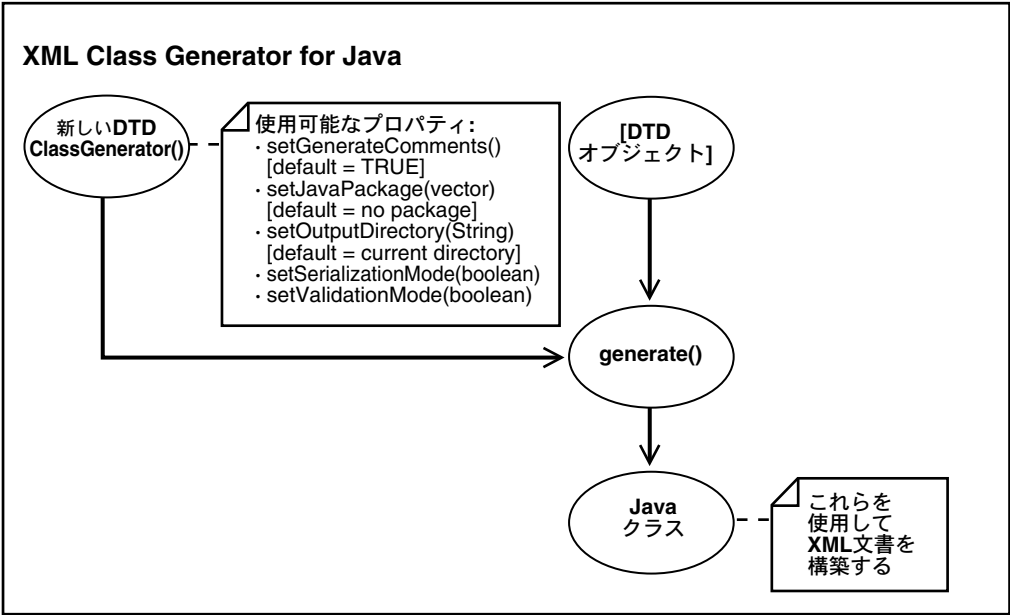 XML Class Generator for Java
新しいDTD
ClassGenerator()
使用可能なプロパティ:
· setGenerateComments()
[default = TRUE]
· setJavaPackage(vector)
[default = no package]
· setOutputDirectory(String)
[default = current directory]
· setSerializationMode(boolean)
· setValidationMode(boolean)
[DTD
オブジェクト]
generate()
Java
クラス
これらを
使用して
XML文書を
構築する